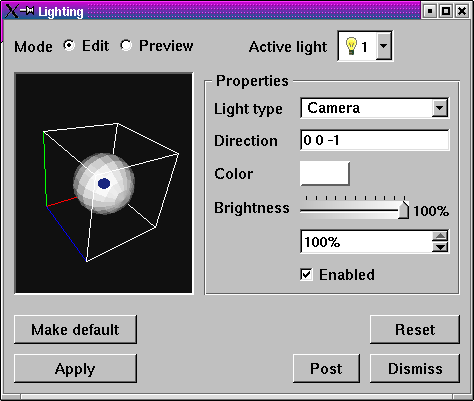 Lighting
Mode Edit Preview Active light 1
Properties
Light type Camera
Direction 0 0 -1
Color
Brightness 100%
100%
Enabled
Make default Reset
Apply Post Dismiss